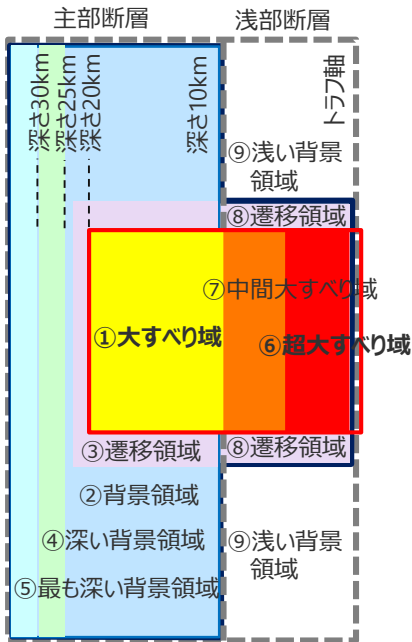 主部断層
浅部断層
深さ30km
深さ25km
深さ20km
深さ10km
トラフ軸
⑨浅い背景
領域
⑧遷移領域
⑦中間大すべり域
①大すべり域
⑥超大すべり域
③遷移領域
⑧遷移領域
②背景領域
④深い背景領域
⑨浅い背景
領域
⑤最も深い背景領域